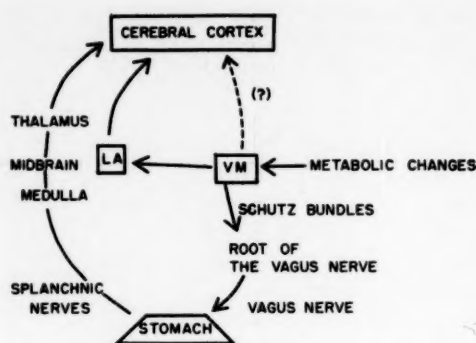 CEREBRAL CORTEX
(?)
THALAMUS
MIDBRAIN
LA
VM
METABOLIC CHANGES
MEDULLA
SCHUTZ BUNDLES
ROOT OF
THE VAGUS NERVE
SPLANCHNIC
NERVES
VAGUS NERVE
STOMACH